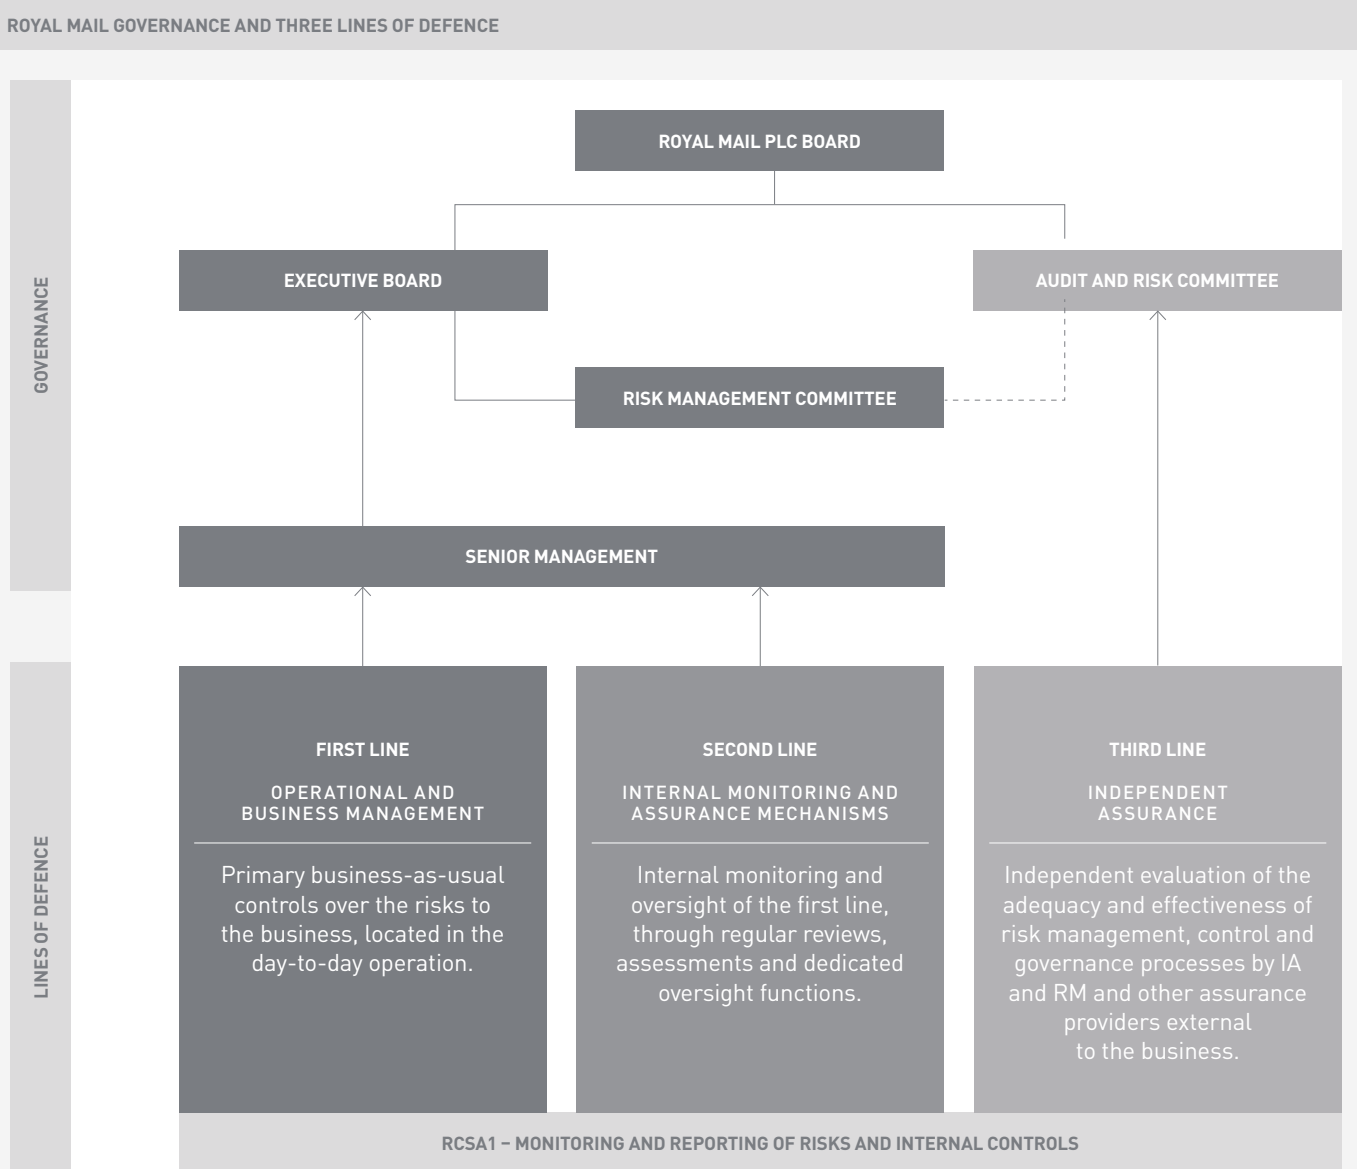 ROYAL MAIL GOVERNANCE AND THREE LINES OF DEFENCE
GOVERNANCE
ROYAL MAIL PLC BOARD
EXECUTIVE BOARD
AUDIT AND RISK COMMITTEE
RISK MANAGEMENT COMMITTEE
SENIOR MANAGEMENT
LINES OF DEFENCE
FIRST LINE
OPERATIONAL AND
BUSINESS MANAGEMENT
Primary business-as-usual
controls over the risks to
the business, located in the
day-to-day operation.
SECOND LINE
INTERNAL MONITORING AND
ASSURANCE MECHANISMS
Internal monitoring and
oversight of the first line,
through regular reviews,
assessments and dedicated
oversight functions.
THIRD LINE
INDEPENDENT
ASSURANCE
Independent evaluation of the
adequacy and effectiveness of
risk management, control and
governance processes by IA
and RM and other assurance
providers external
to the business.
RCSA1 – MONITORING AND REPORTING OF RISKS AND INTERNAL CONTROLS